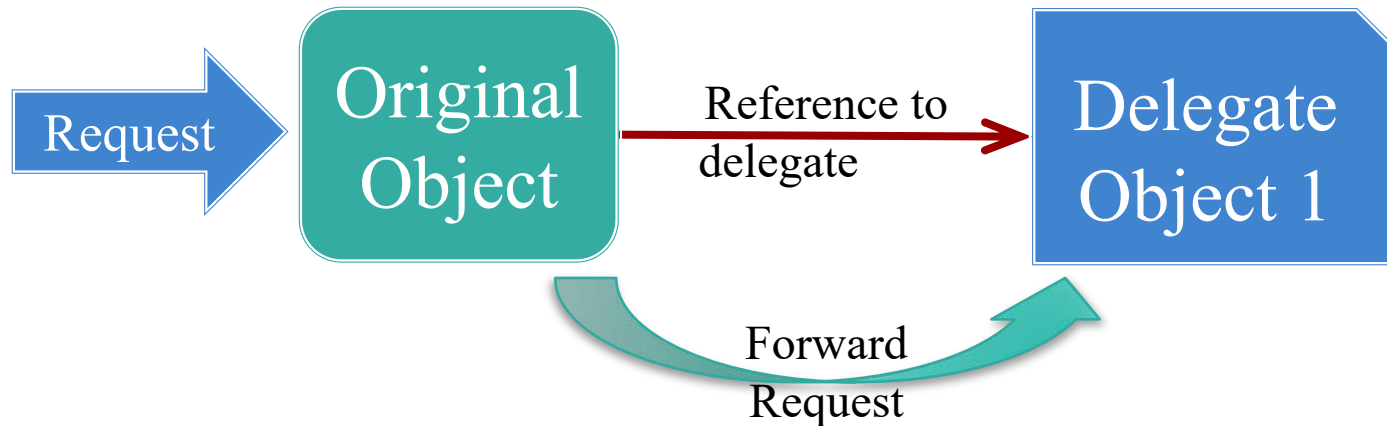 Request
Original
Object
Reference to
delegate
Delegate
Object 1
Forward
Request